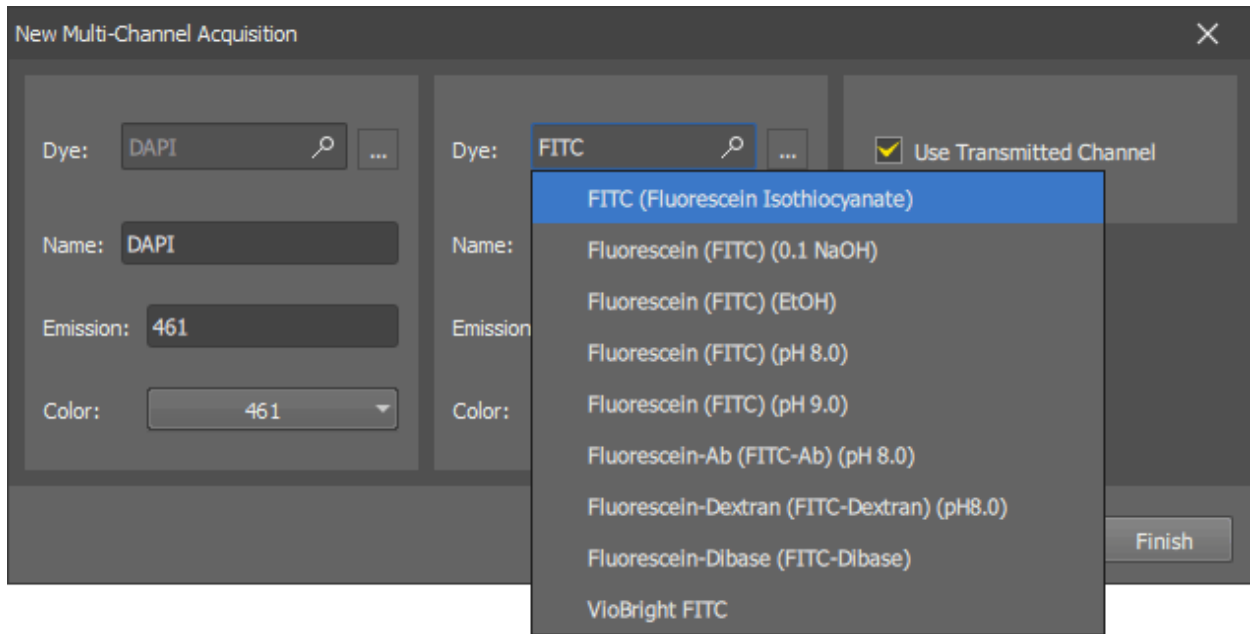 New Multi-Channel Acquisition
Dye: DAPI ...
Name: DAPI
Emission: 461
Color: 461
Dye: FITC ...
Name:
Emission
Color:
FITC (Fluorescein Isothiocyanate)
Fluorescein (FITC) (0.1 NaOH)
Fluorescein (FITC) (EtOH)
Fluorescein (FITC) (pH 8.0)
Fluorescein (FITC) (pH 9.0)
Fluorescein-Ab (FITC-Ab) (pH 8.0)
Fluorescein-Dextran (FITC-Dextran) (pH8.0)
Fluorescein-Dibase (FITC-Dibase)
VioBright FITC
Use Transmitted Channel
Finish